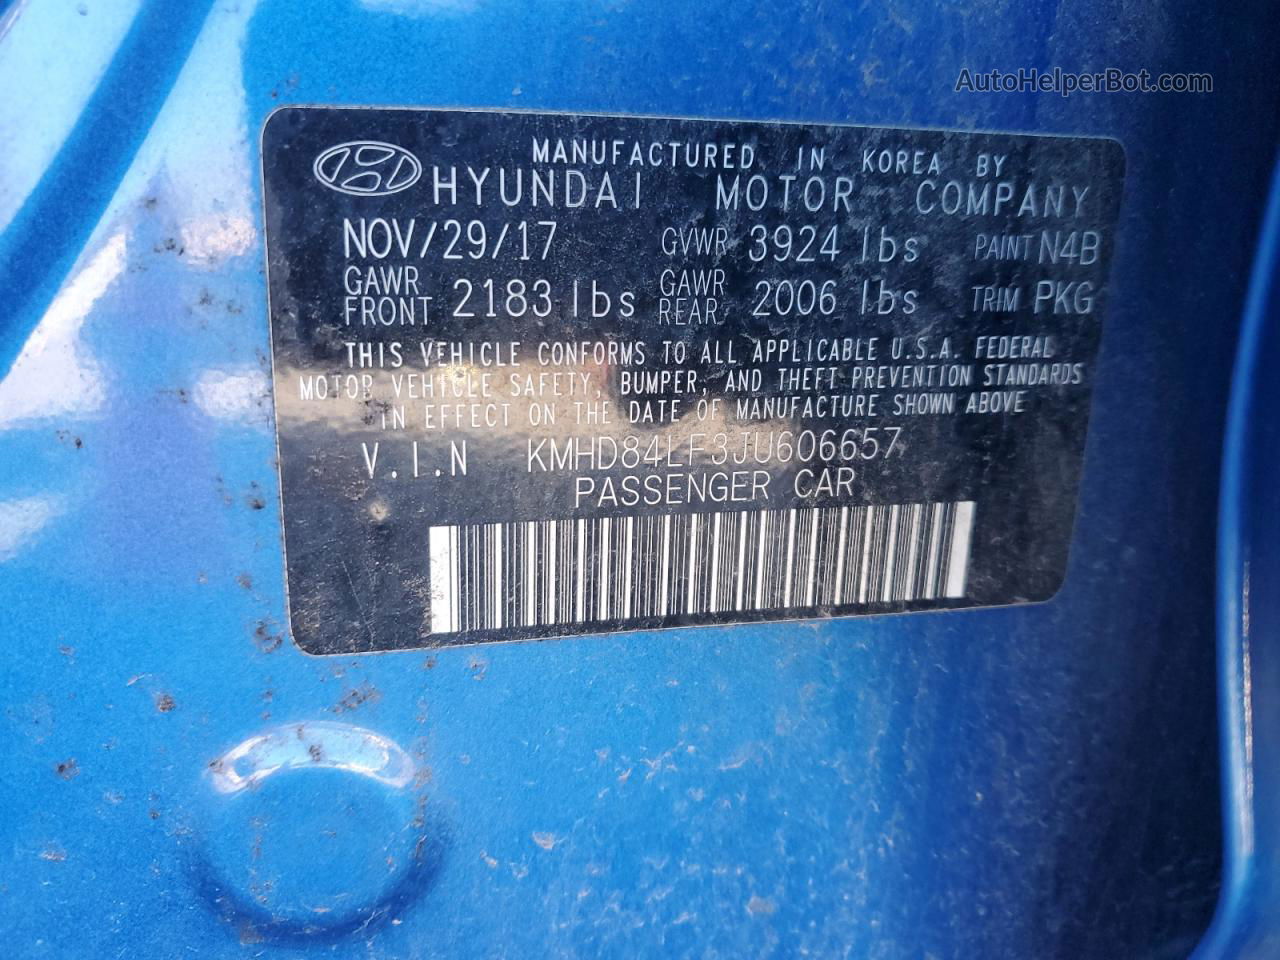 AutoHelperBot.com
MANUFACTURED IN KOREA BY
HYUNDAI MOTOR COMPANY
NOV/29/17 GVWR 3924 lbs PAINT N4B
GAWR FRONT 2183 lbs GAWR REAR 2006 lbs TRIM PKG
THIS VEHICLE CONFORMS TO ALL APPLICABLE U.S.A. FEDERAL
MOTOR VEHICLE SAFETY, BUMPER, AND THEFT PREVENTION STANDARDS
IN EFFECT ON THE DATE OF MANUFACTURE SHOWN ABOVE
V.I.N KMHD84LF3JU606657
PASSENGER CAR